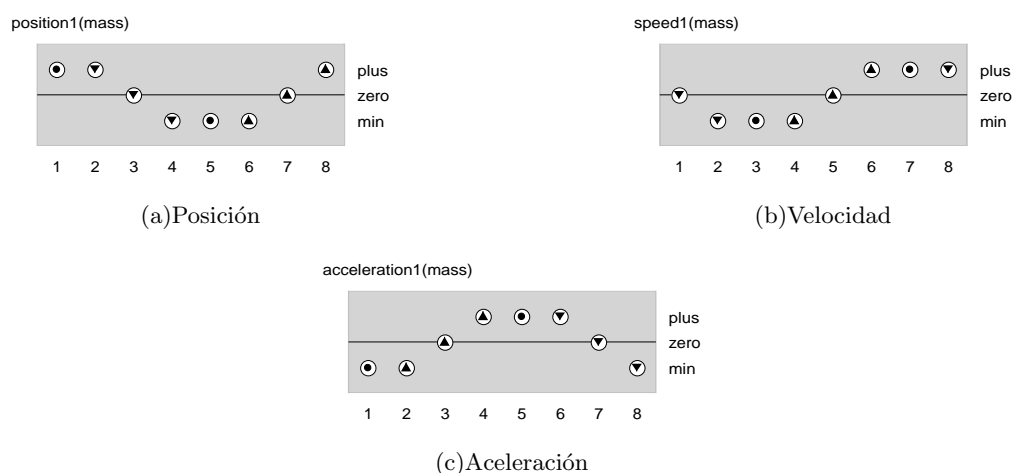 position1(mass)
plus
zero
min
1 2 3 4 5 6 7 8
(a)Posición
speed1(mass)
plus
zero
min
1 2 3 4 5 6 7 8
(b)Velocidad
acceleration1(mass)
plus
zero
min
1 2 3 4 5 6 7 8
(c)Aceleración